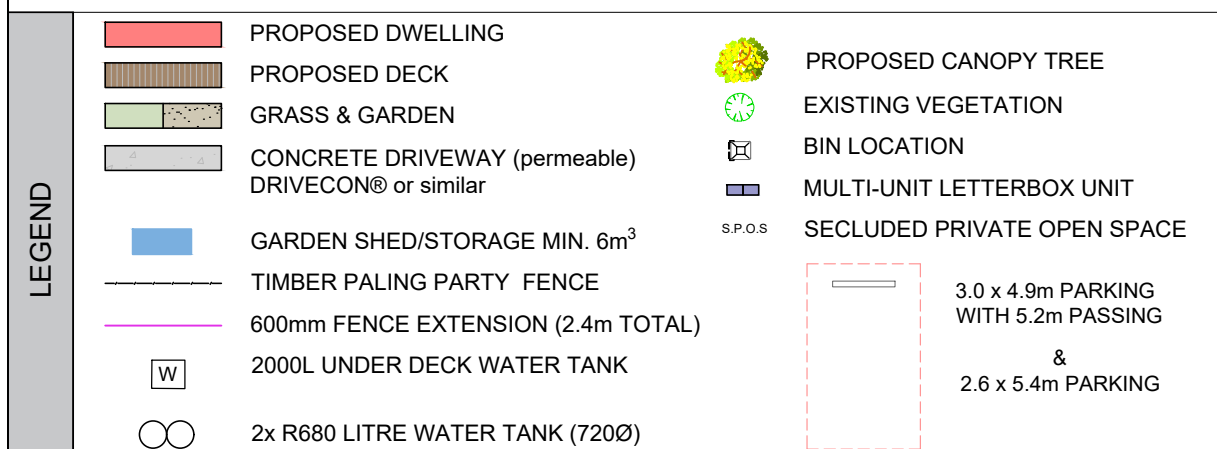 LEGEND
PROPOSED DWELLING
PROPOSED DECK
GRASS & GARDEN
CONCRETE DRIVEWAY (permeable)
DRIVECON® or similar
GARDEN SHED/STORAGE MIN. 6m³
TIMBER PALING PARTY FENCE
600mm FENCE EXTENSION (2.4m TOTAL)
W
2000L UNDER DECK WATER TANK
2x R680 LITRE WATER TANK (720Ø)
PROPOSED CANOPY TREE
EXISTING VEGETATION
BIN LOCATION
MULTI-UNIT LETTERBOX UNIT
S.P.O.S
SECLUDED PRIVATE OPEN SPACE
3.0 x 4.9m PARKING
WITH 5.2m PASSING
&
2.6 x 5.4m PARKING